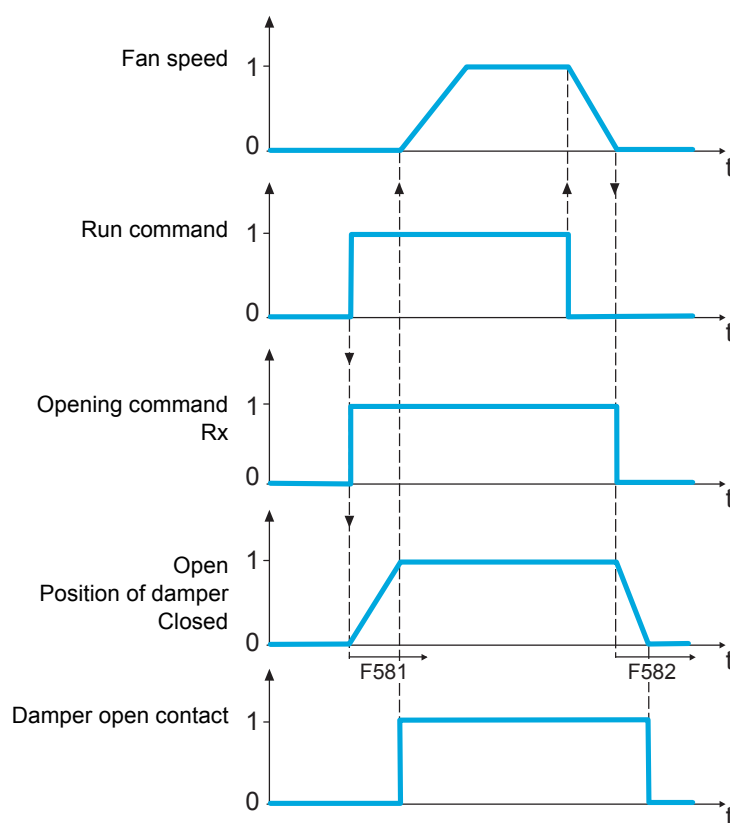 Fan speed
1
0
t
Run command
1
0
t
Opening command
Rx
1
0
t
Open
Position of damper
Closed
1
0
t
F581
F582
Damper open contact
1
0
t